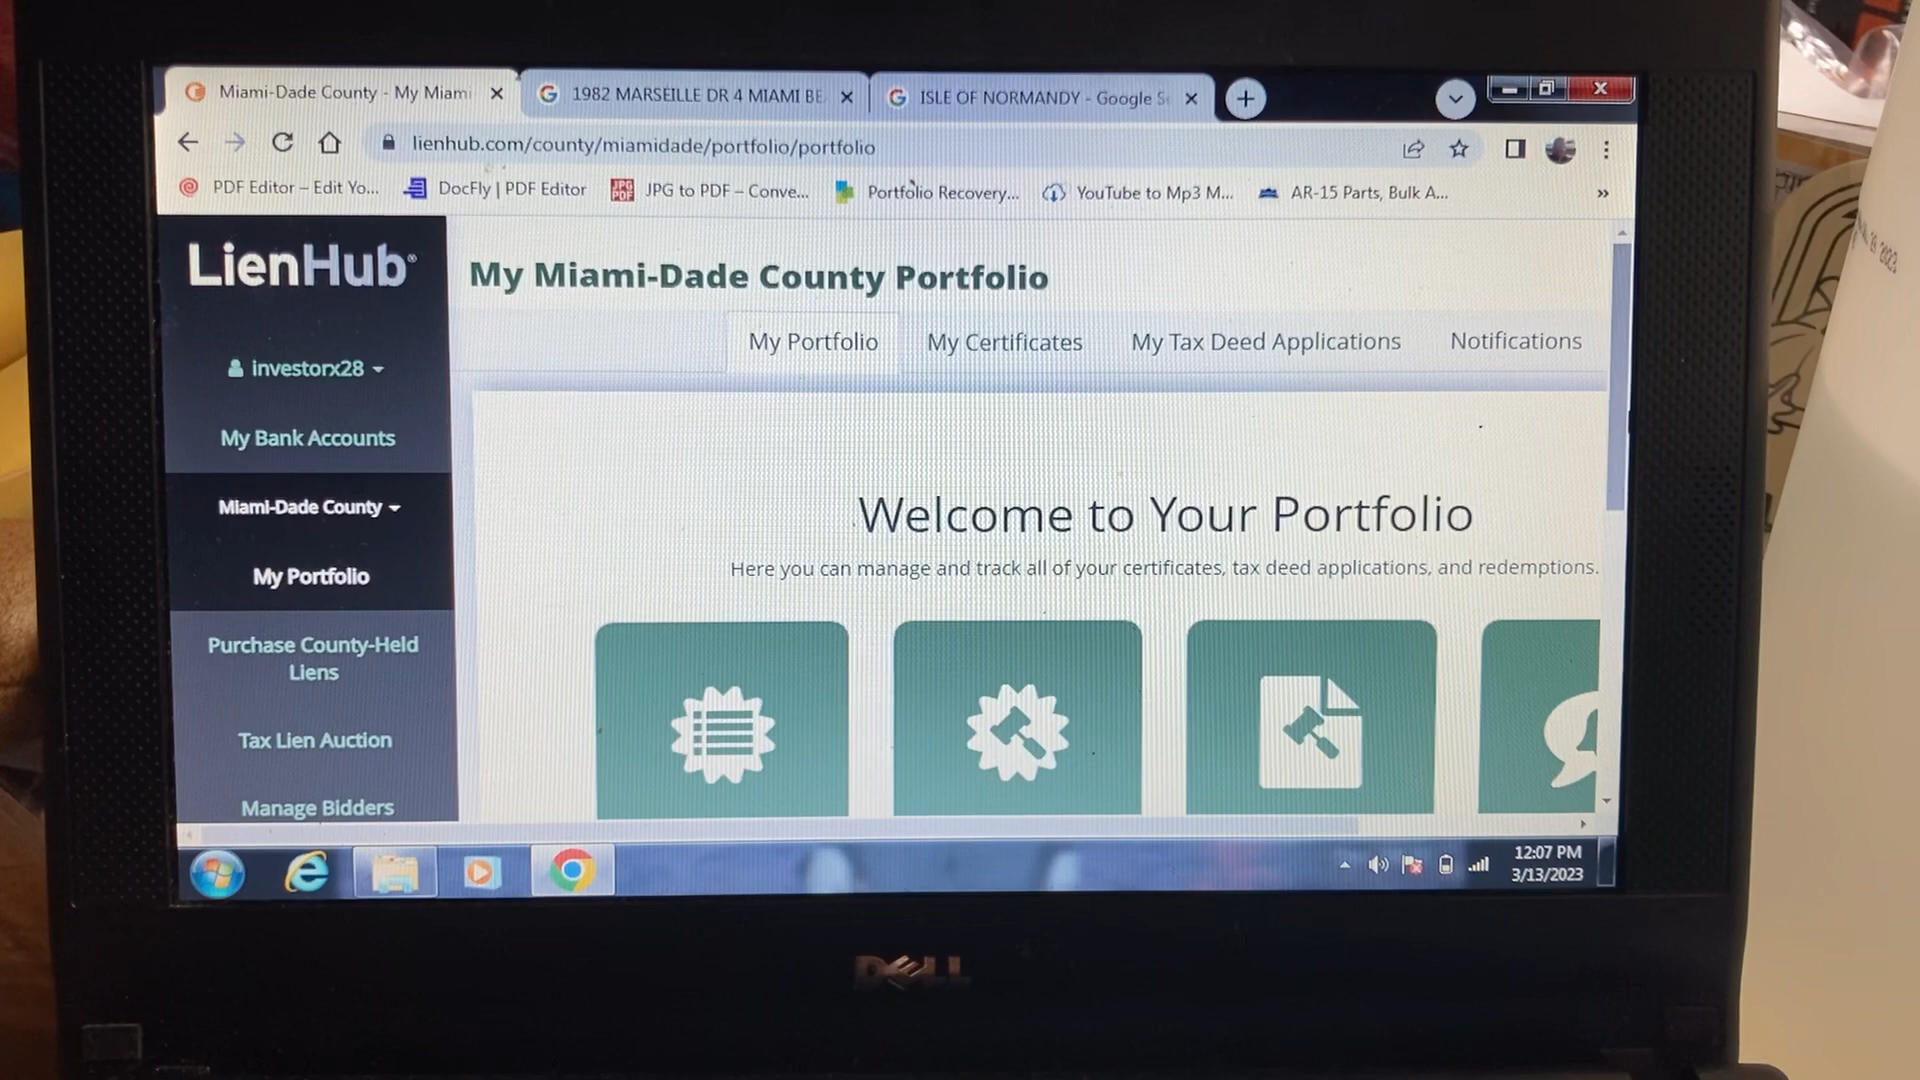 Miami-Dade County - My Miami
1982 MARSEILLE DR 4 MIAMI BE
ISLE OF NORMANDY - Google Se
lienhub.com/county/miamidade/portfolio/portfolio
PDF Editor – Edit Yo...
DocFly | PDF Editor
JPG to PDF – Conve...
Portfolio Recovery...
YouTube to Mp3 M...
AR-15 Parts, Bulk A...
»
LienHub®
investorx28
My Bank Accounts
Miami-Dade County
My Portfolio
Purchase County-Held
Liens
Tax Lien Auction
Manage Bidders
My Miami-Dade County Portfolio
My Portfolio
My Certificates
My Tax Deed Applications
Notifications
Welcome to Your Portfolio
Here you can manage and track all of your certificates, tax deed applications, and redemptions.
12:07 PM
3/13/2023
DELL
2023